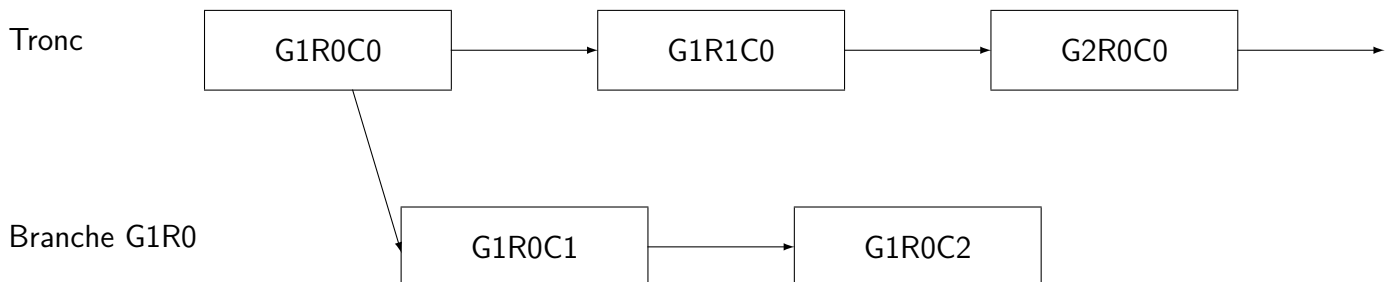 Tronc G1R0C0 G1R1C0 G2R0C0
Branche G1R0 G1R0C1 G1R0C2